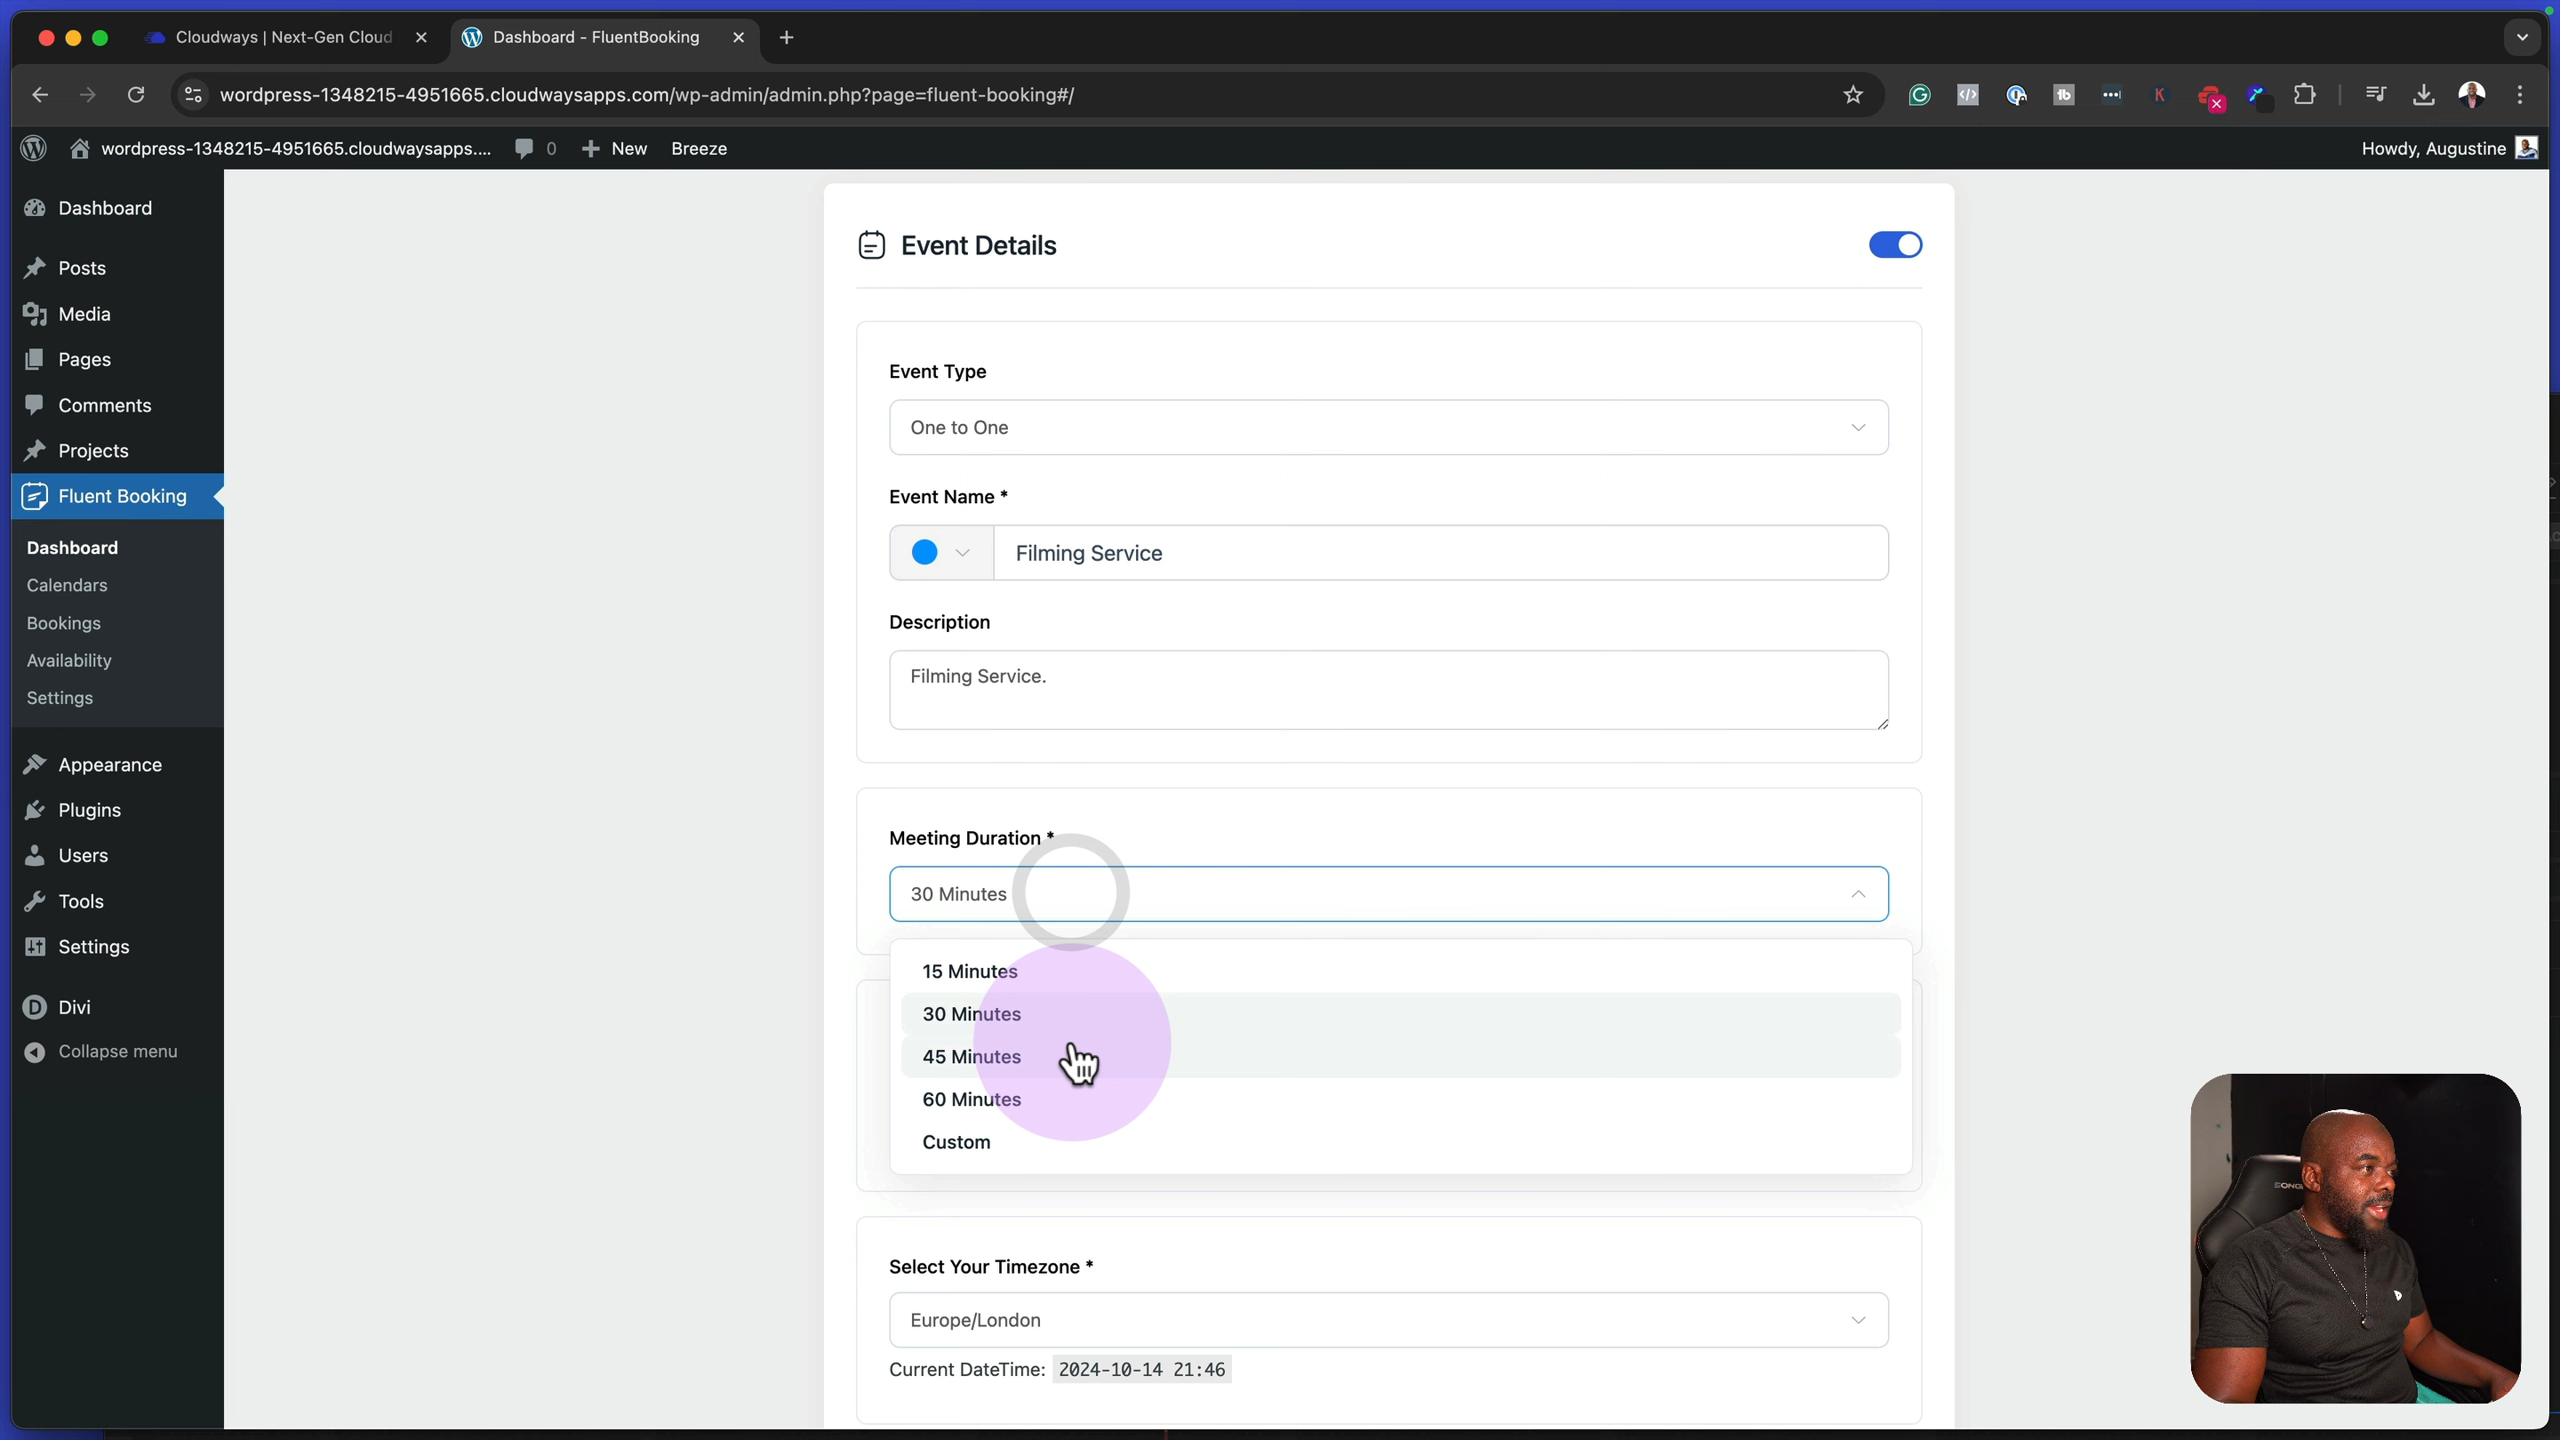 Cloudways | Next-Gen Cloud
Dashboard - FluentBooking
wordpress-1348215-4951665.cloudwaysapps.com/wp-admin/admin.php?page=fluent-booking#/
wordpress-1348215-4951665.cloudwaysapps.... 0 New Breeze
Howdy, Augustine
Dashboard
Posts
Media
Pages
Comments
Projects
Fluent Booking
Dashboard
Calendars
Bookings
Availability
Settings
Appearance
Plugins
Users
Tools
Settings
Divi
Collapse menu
Event Details
Event Type
One to One
Event Name *
Filming Service
Description
Filming Service.
Meeting Duration *
30 Minutes
15 Minutes
30 Minutes
45 Minutes
60 Minutes
Custom
Select Your Timezone *
Europe/London
Current DateTime: 2024-10-14 21:46